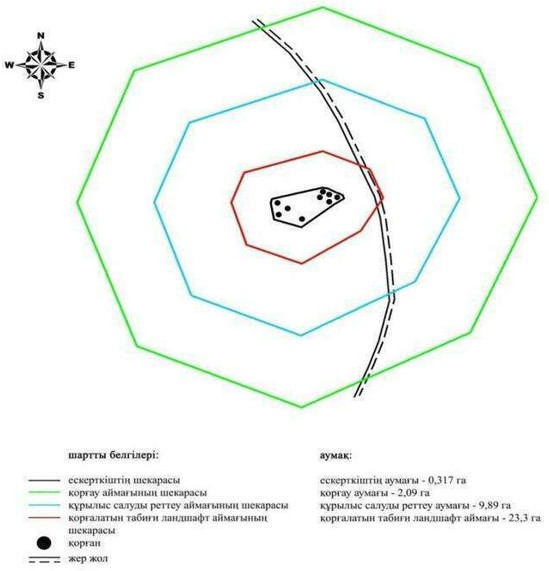 N
W E
S
шартты белгілері:
ескерткіштің шекарасы
қорғау аймағының шекарасы
құрылыс салуды реттеу аймағының шекарасы
қорғалатын табиғи ландшафт аймағының
шекарасы
қорған
жер жол
аумақ:
ескерткіштің аумағы - 0,317 га
қорғау аумағы - 2,09 га
құрылыс салуды реттеу аумағы - 9,89 га
қорғалатын табиғи ландшафт аймағы - 23,3 га